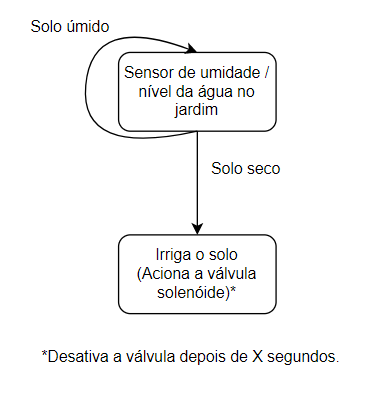 Solo úmido
Sensor de umidade /
nível da água no
jardim
Solo seco
Irriga o solo
(Aciona a válvula
solenóide)*
*Desativa a válvula depois de X segundos.